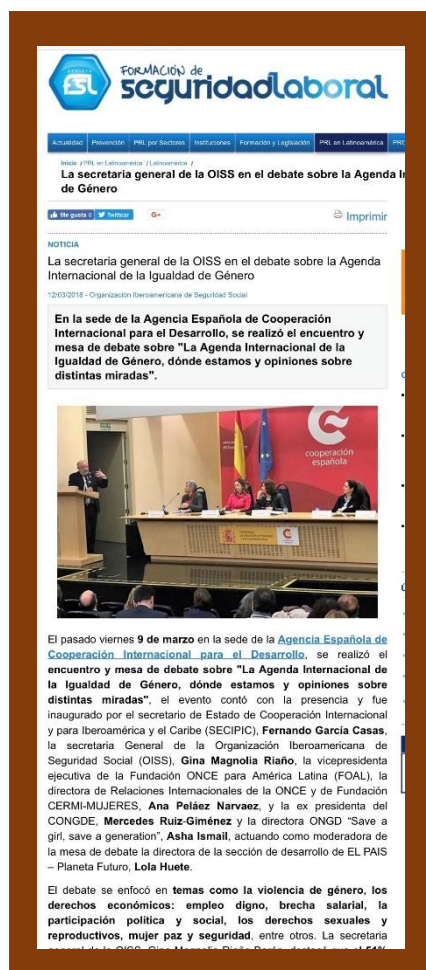 FORMACIÓN de
seguridad laboral
Actualidad Prevención PRL por Sectores Instituciones Formación y Legislación PRL en Latinoamérica
Inicio / PRL en Latinoamérica / Latinoamérica /
La secretaria general de la OISS en el debate sobre la Agenda
de Género
Me gusta 0 Twittear G+ Imprimir
NOTICIA
La secretaria general de la OISS en el debate sobre la Agenda
Internacional de la Igualdad de Género
12/03/2018 - Organización Iberoamericana de Seguridad Social
En la sede de la Agencia Española de Cooperación
Internacional para el Desarrollo, se realizó el encuentro y
mesa de debate sobre "La Agenda Internacional de la
Igualdad de Género, dónde estamos y opiniones sobre
distintas miradas".
cooperación
española
El pasado viernes 9 de marzo en la sede de la Agencia Española de
Cooperación Internacional para el Desarrollo, se realizó el
encuentro y mesa de debate sobre "La Agenda Internacional de
la Igualdad de Género, dónde estamos y opiniones sobre
distintas miradas", el evento contó con la presencia y fue
inaugurado por el secretario de Estado de Cooperación Internacional
y para Iberoamérica y el Caribe (SECIPIC), Fernando García Casas,
la secretaria General de la Organización Iberoamericana de
Seguridad Social (OISS), Gina Magnolia Riaño, la vicepresidenta
ejecutiva de la Fundación ONCE para América Latina (FOAL), la
directora de Relaciones Internacionales de la ONCE y de Fundación
CERMI-MUJERES, Ana Peláez Narvaez, y la ex presidenta del
CONGDE, Mercedes Ruiz-Giménez y la directora ONGD “Save a
girl, save a generation”, Asha Ismail, actuando como moderadora de
la mesa de debate la directora de la sección de desarrollo de EL PAIS
– Planeta Futuro, Lola Huete.
El debate se enfocó en temas como la violencia de género, los
derechos económicos: empleo digno, brecha salarial, la
participación política y social, los derechos sexuales y
reproductivos, mujer paz y seguridad, entre otros. La secretaria